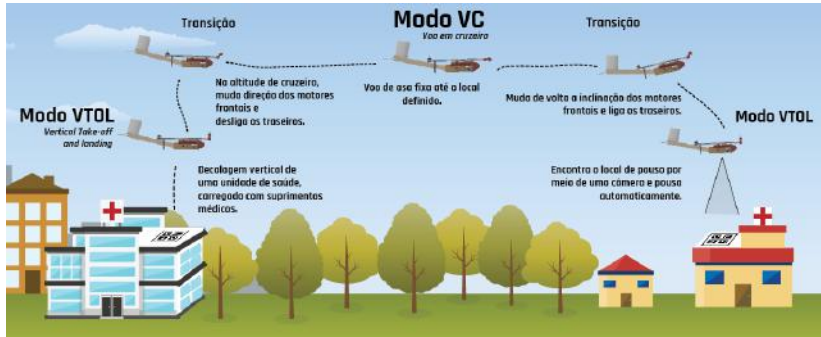 Transição
Modo VC
Voo em cruzeiro
Transição
Na altitude de cruzeiro,
muda direção dos motores
frontais e
desliga os traseiros.
Voo de asa fixa até o local
definido.
Muda de volta a inclinação dos motores
frontais e liga os traseiros.
Modo VTOL
Vertical Take-off
and landing
Modo VTOL
Decolagem vertical de
uma unidade de saúde,
carregado com suprimentos
médicos.
Encontra o local de pouso por
meio de uma câmera e pousa
automaticamente.